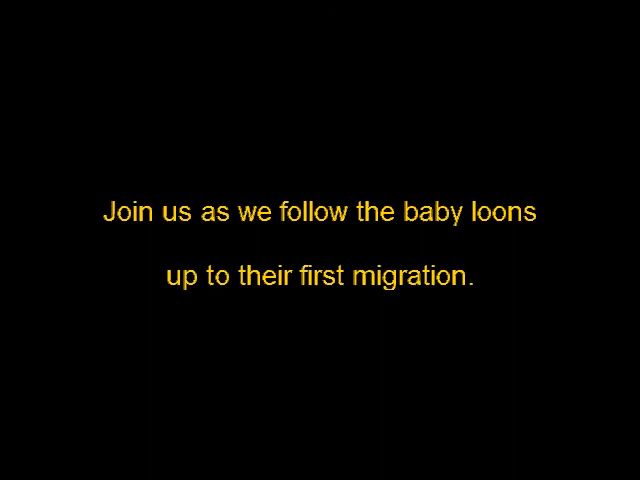 Join us as we follow the baby loons
up to their first migration.